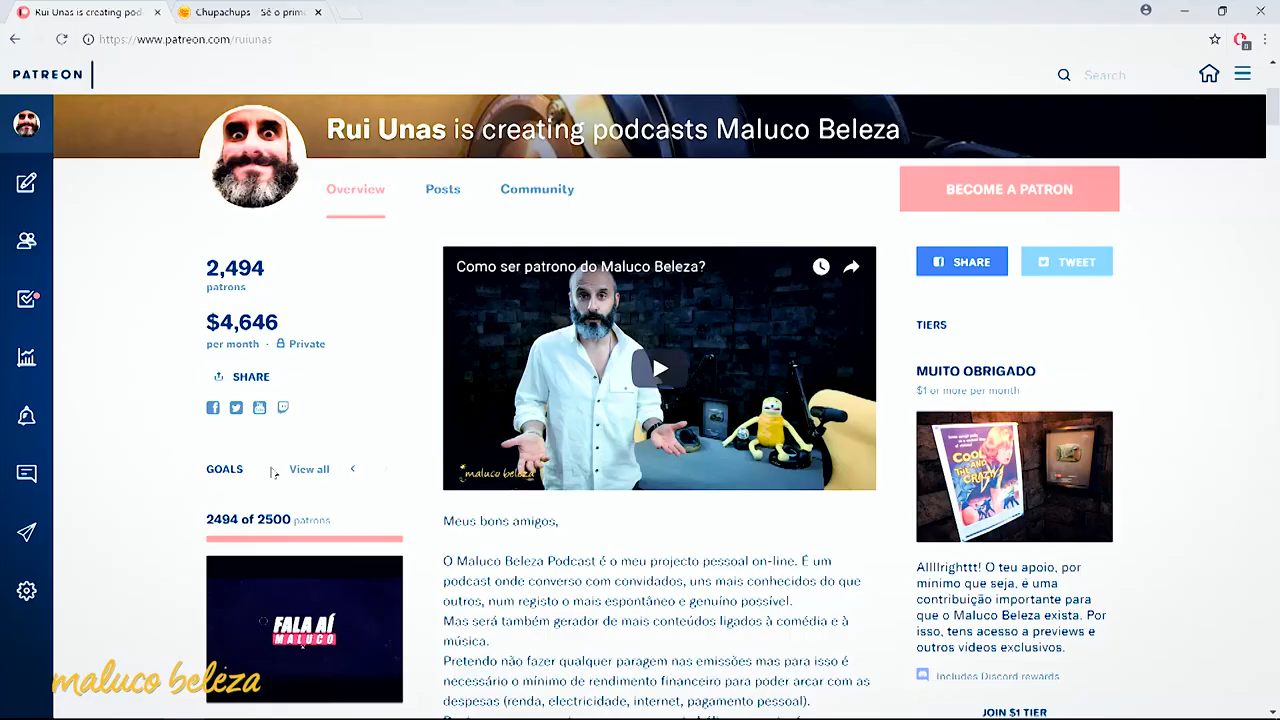 Rui Unas is creating pod
Chupachups - Sê o prim
https://www.patreon.com/ruiunas
PATREON
Search
Rui Unas is creating podcasts Maluco Beleza
Overview
Posts
Community
BECOME A PATRON
2,494
patrons
$4,646
per month · Private
SHARE
GOALS
View all
2494 of 2500 patrons
FALA AÍ
MALUCO
maluco beleza
Como ser patrono do Maluco Beleza?
maluco beleza
Meus bons amigos,
O Maluco Beleza Podcast é o meu projecto pessoal on-line. É um
podcast onde converso com convidados, uns mais conhecidos do que
outros, num registo o mais espontâneo e genuíno possível.
Mas será também gerador de mais conteúdos ligados à comédia e à
música.
Pretendo não fazer qualquer paragem nas emissões mas para isso é
necessário o mínimo de rendimento financeiro para poder arcar com as
despesas (renda, electricidade, internet, pagamento pessoal).
SHARE
TWEET
TIERS
MUITO OBRIGADO
$1 or more per month
COOL
AND THE
CRAZY
Allllrighttt! O teu apoio, por
mínimo que seja, é uma
contribuição importante para
que o Maluco Beleza exista. Por
isso, tens acesso a previews e
outros vídeos exclusivos.
Includes Discord rewards
JOIN $1 TIER